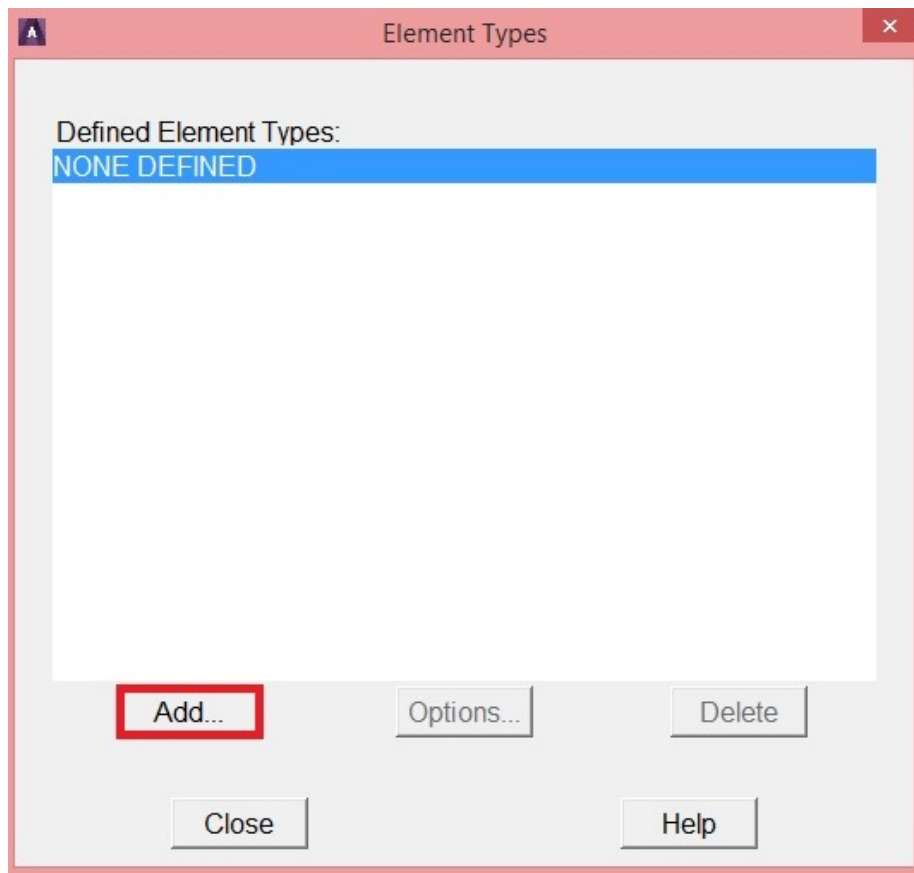 Element Types
Defined Element Types:
NONE DEFINED
Add... Options... Delete
Close Help